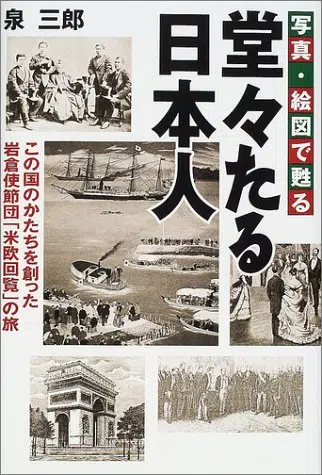 泉 三郎
写真・絵図で甦る
堂々たる
日本人
この国のかたちを創った
岩倉使節団「米欧回覧」の旅